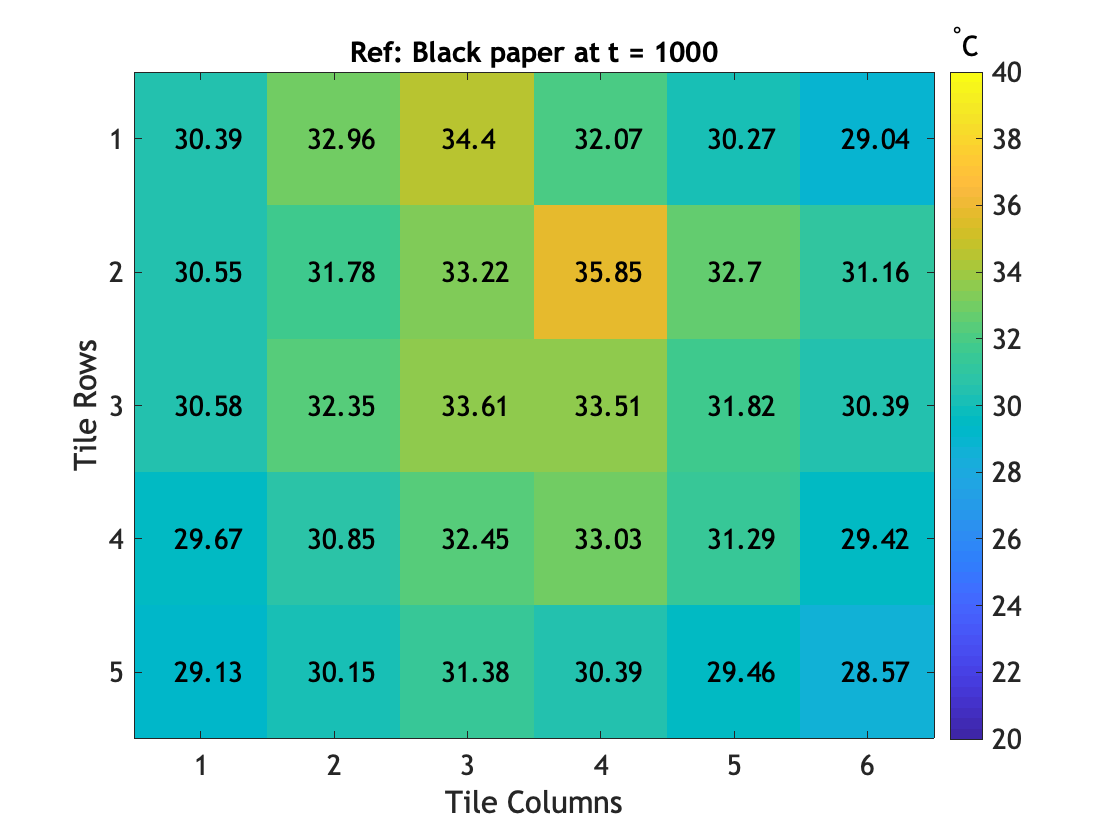 °C
Ref: Black paper at t = 1000
40
1 30.39 32.96 34.4 32.07 30.27 29.04
38
36
2 30.55 31.78 33.22 35.85 32.7 31.16
34
32
Tile Rows
3 30.58 32.35 33.61 33.51 31.82 30.39
30
28
4 29.67 30.85 32.45 33.03 31.29 29.42
26
24
5 29.13 30.15 31.38 30.39 29.46 28.57
22
20
1 2 3 4 5 6
Tile Columns